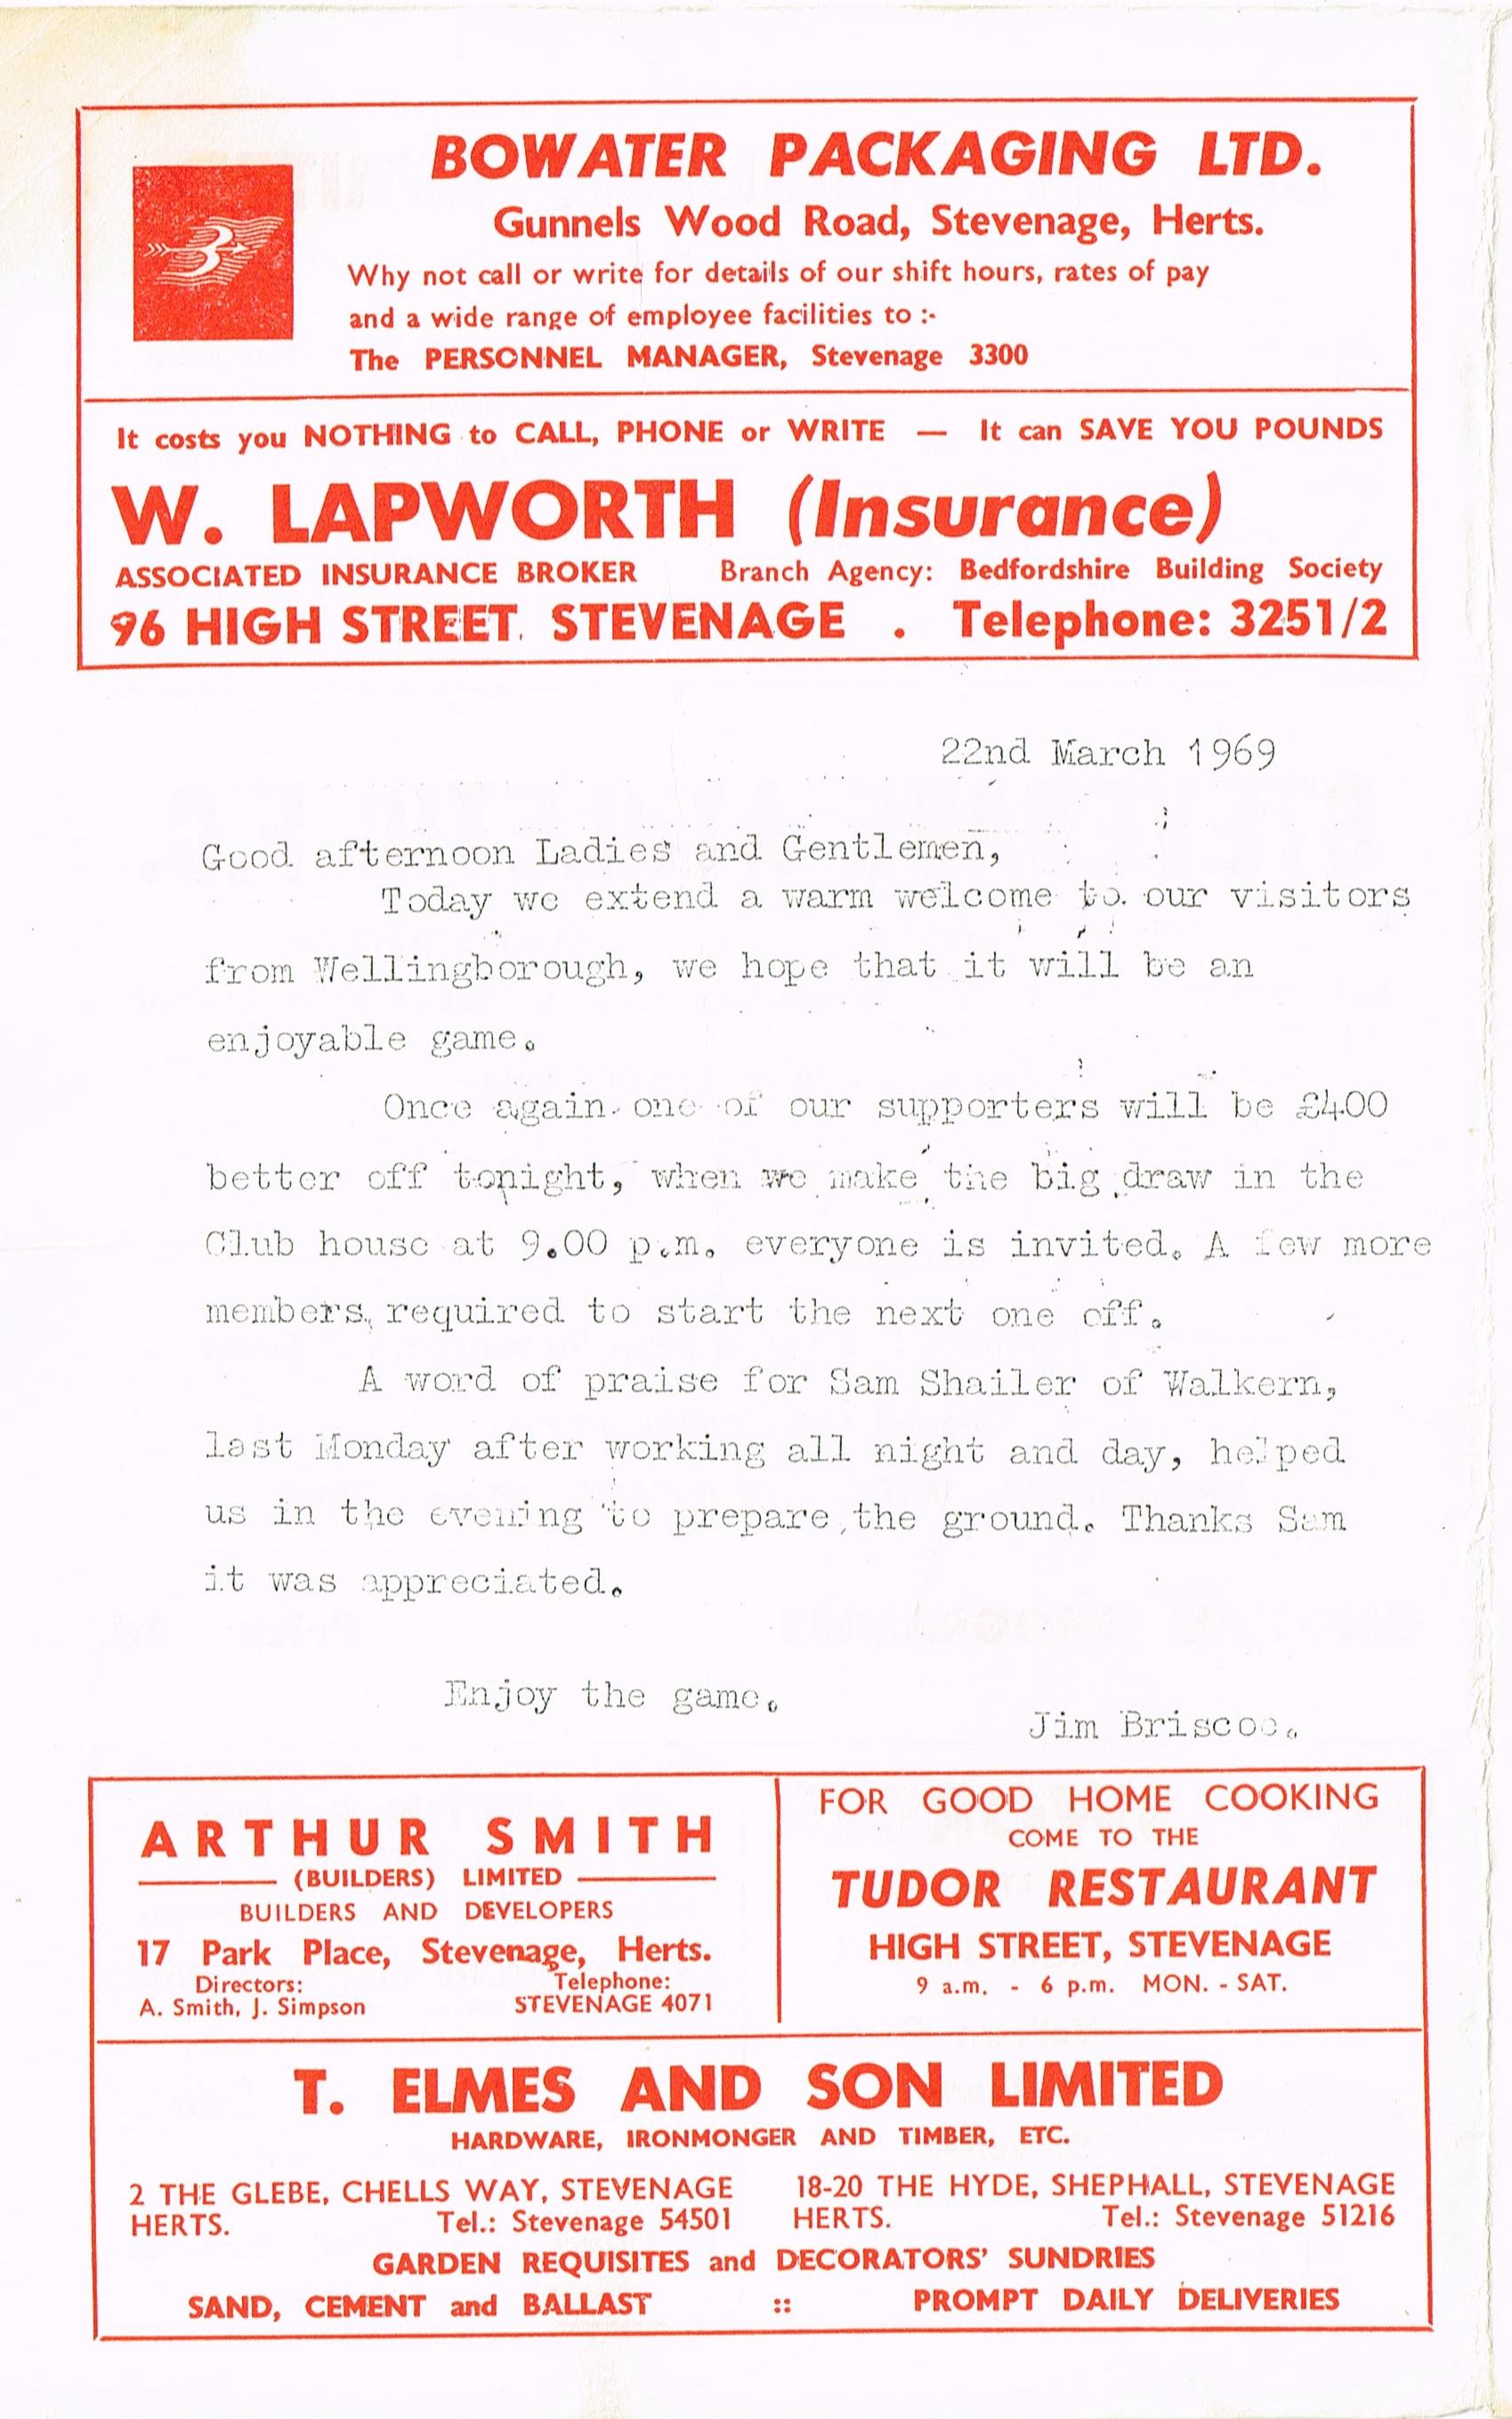 BOWATER PACKAGING LTD.
Gunnels Wood Road, Stevenage, Herts.
Why not call or write for details of our shift hours, rates of pay
and a wide range of employee facilities to :-
The PERSONNEL MANAGER, Stevenage 3300
It costs you NOTHING to CALL, PHONE or WRITE — It can SAVE YOU POUNDS
W. LAPWORTH (Insurance)
ASSOCIATED INSURANCE BROKER Branch Agency: Bedfordshire Building Society
96 HIGH STREET. STEVENAGE . Telephone: 3251/2
22nd March 1969
Good afternoon Ladies and Gentlemen,
Today we extend a warm welcome to our visitors
from Wellingborough, we hope that it will be an
enjoyable game.
Once again one of our supporters will be £400
better off tonight, when we make the big draw in the
Club house at 9.00 p.m. everyone is invited. A few more
members, required to start the next one off.
A word of praise for Sam Shailer of Walkern,
last Monday after working all night and day, helped
us in the evening to prepare the ground. Thanks Sam
it was appreciated.
Enjoy the game.
Jim Briscoe.
ARTHUR SMITH
(BUILDERS) LIMITED
BUILDERS AND DEVELOPERS
17 Park Place, Stevenage, Herts.
Directors: Telephone:
A. Smith, J. Simpson STEVENAGE 4071
FOR GOOD HOME COOKING
COME TO THE
TUDOR RESTAURANT
HIGH STREET, STEVENAGE
9 a.m. - 6 p.m. MON. - SAT.
T. ELMES AND SON LIMITED
HARDWARE, IRONMONGER AND TIMBER, ETC.
2 THE GLEBE, CHELLS WAY, STEVENAGE
HERTS. Tel.: Stevenage 54501
18-20 THE HYDE, SHEPHALL, STEVENAGE
HERTS. Tel.: Stevenage 51216
GARDEN REQUISITES and DECORATORS' SUNDRIES
SAND, CEMENT and BALLAST :: PROMPT DAILY DELIVERIES